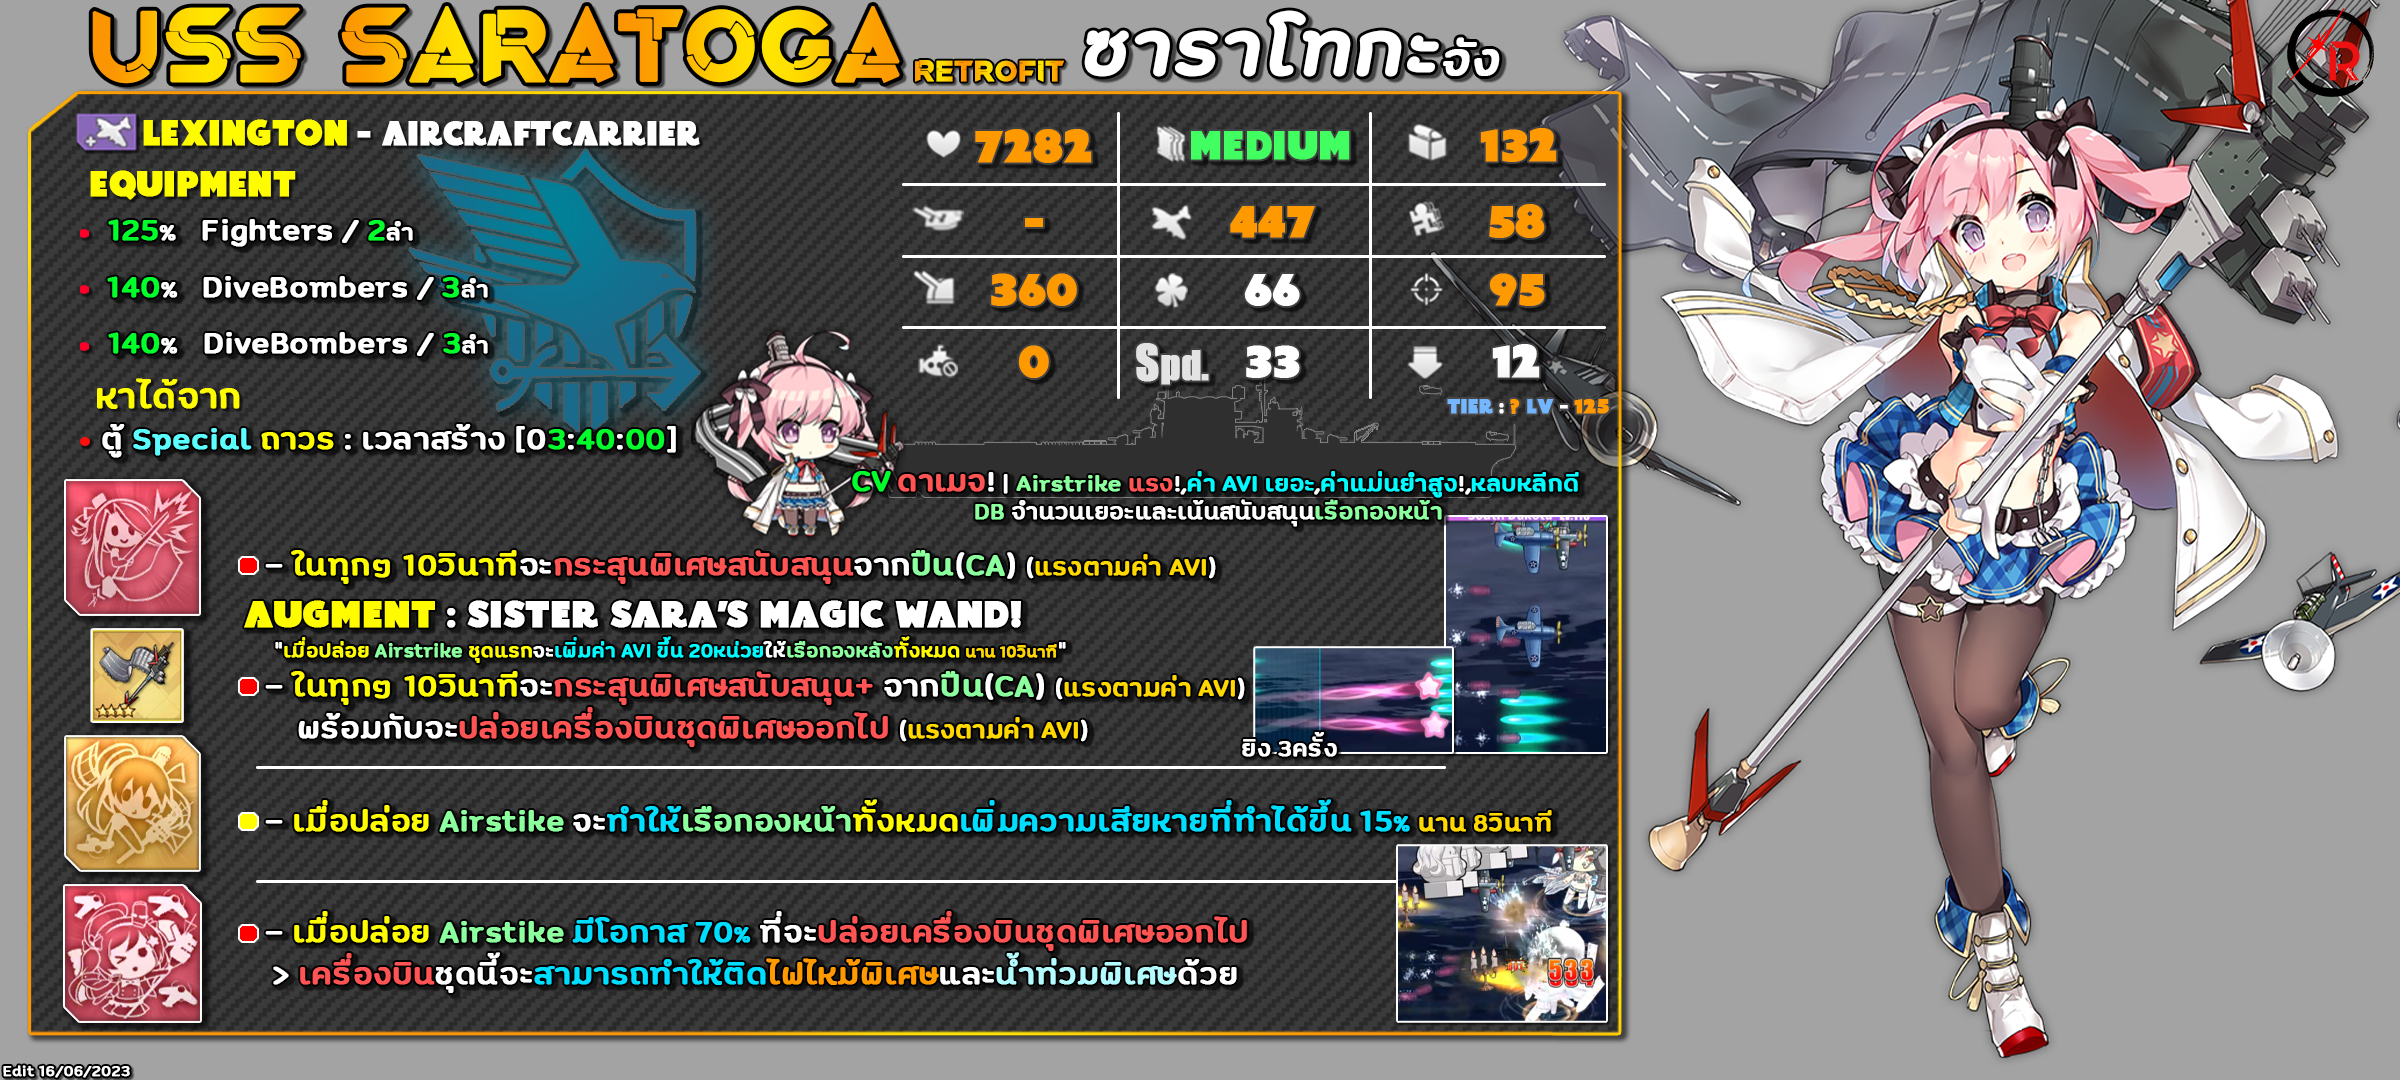 USS SARATOGA RETROFIT ซาราโทกะจัง
R
LEXINGTON - AIRCRAFTCARRIER
EQUIPMENT
125% Fighters / 2ลำ
140% DiveBombers / 3ลำ
140% DiveBombers / 3ลำ
หาได้จาก
ตู้ Special ถาวร : เวลาสร้าง [03:40:00]
7282 MEDIUM 132
- 447 58
360 66 95
0 Spd. 33 12
TIER : ? LV - 125
CV ดาเมจ! | Airstrike แรง!,ค่า AVI เยอะ,ค่าแม่นยำสูง!,หลบหลีกดี
DB จำนวนเยอะและเน้นสนับสนุนเรือกองหน้า
– ในทุกๆ 10วินาทีจะกระสุนพิเศษสนับสนุนจากปืน(CA) (แรงตามค่า AVI)
AUGMENT : SISTER SARA'S MAGIC WAND!
"เมื่อปล่อย Airstrike ชุดแรกจะเพิ่มค่า AVI ขึ้น 20หน่วยให้เรือกองหลังทั้งหมด นาน 10วินาที"
– ในทุกๆ 10วินาทีจะกระสุนพิเศษสนับสนุน+ จากปืน(CA) (แรงตามค่า AVI)
พร้อมกับจะปล่อยเครื่องบินชุดพิเศษออกไป (แรงตามค่า AVI)
ยิง 3ครั้ง
– เมื่อปล่อย Airstike จะทำให้เรือกองหน้าทั้งหมดเพิ่มความเสียหายที่ทำได้ขึ้น 15% นาน 8วินาที
– เมื่อปล่อย Airstike มีโอกาส 70% ที่จะปล่อยเครื่องบินชุดพิเศษออกไป
> เครื่องบินชุดนี้จะสามารถทำให้ติดไฟไหม้พิเศษและน้ำท่วมพิเศษด้วย
533
Edit 16/06/2023